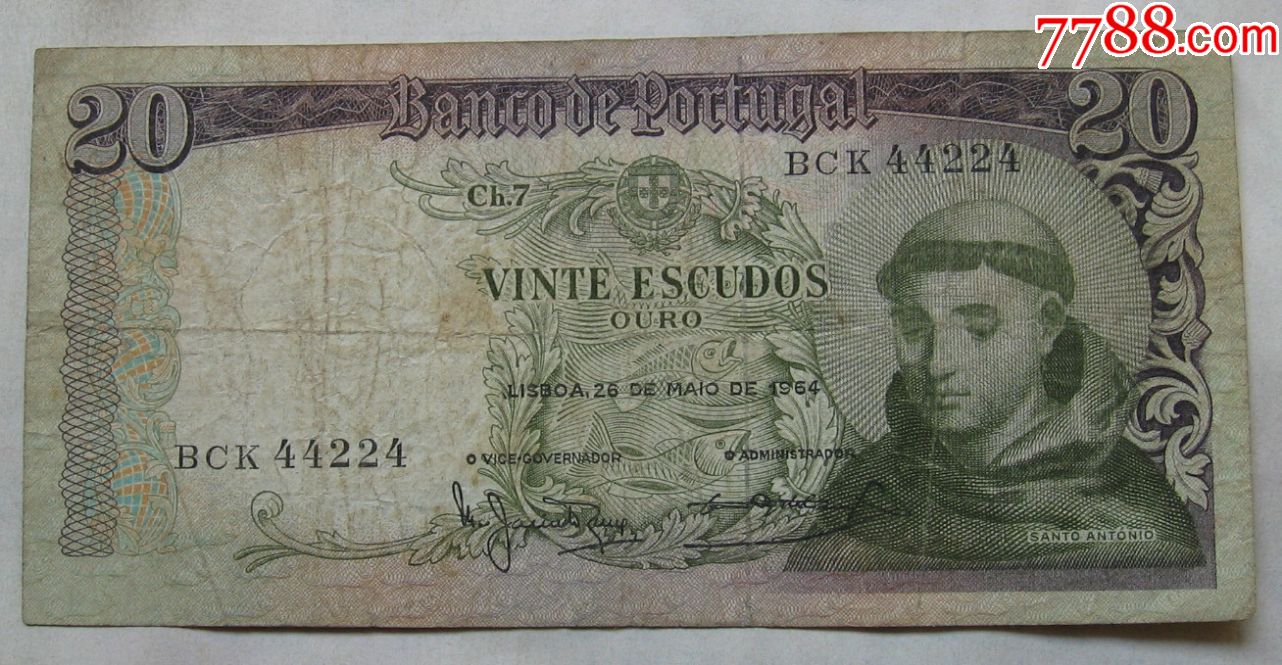 7788.com
20 Banco de Portugal 20
BCK 44224
Ch.7
VINTE ESCUDOS
OURO
LISBOA, 26 DE MAIO DE 1964
BCK 44224
O VICE-GOVERNADOR O ADMINISTRADOR
SANTO ANTÓNIO